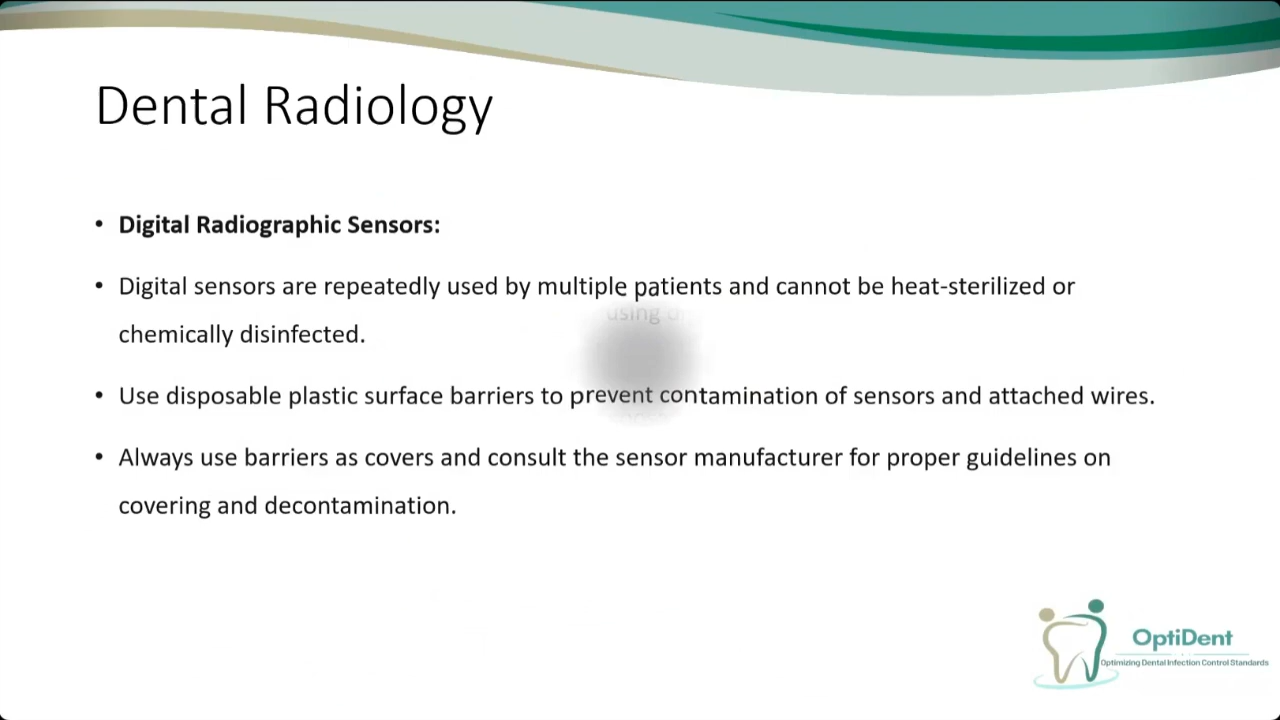 Dental Radiology
• Digital Radiographic Sensors:
• Digital sensors are repeatedly used by multiple patients and cannot be heat-sterilized or
chemically disinfected.
using
• Use disposable plastic surface barriers to prevent contamination of sensors and attached wires.
• Always use barriers as covers and consult the sensor manufacturer for proper guidelines on
covering and decontamination.
OptiDent
Optimizing Dental Infection Control Standards